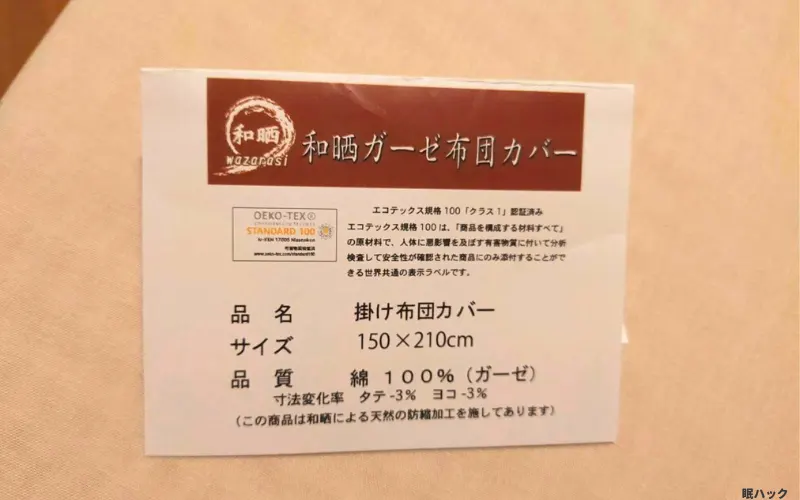 和晒
wazarasi
和晒ガーゼ布団カバー
OEKO-TEX®
STANDARD 100
www.oeko-tex.com/standard100
エコテックス規格100「クラス1」認証済み
エコテックス規格100は、「商品を構成する材料すべて」
の原材料で、人体に悪影響を及ぼす有害物質に付いて分析
検査して安全性が確認された商品にのみ添付することがで
きる世界共通の表示ラベルです。
品 名 掛け布団カバー
サイズ 150×210cm
品 質 綿 100%(ガーゼ)
寸法変化率 タテ-3% ヨコ-3%
(この商品は和晒による天然の防縮加工を施してあります)
眠ハック